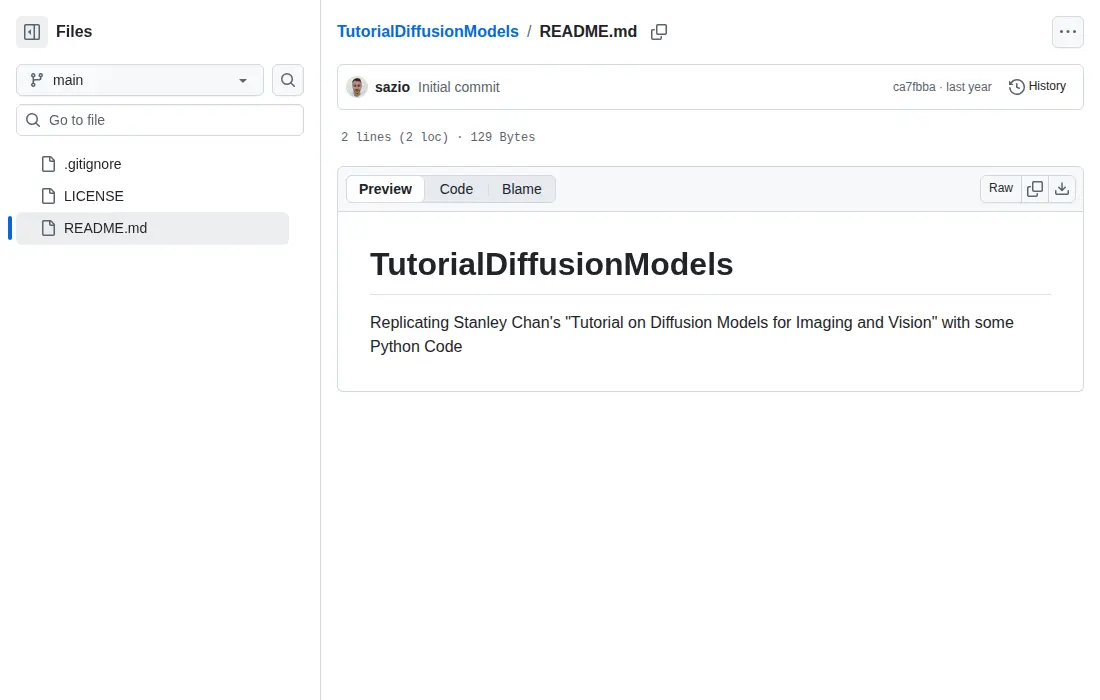 Files
main
Go to file
.gitignore
LICENSE
README.md
TutorialDiffusionModels / README.md
sazio Initial commit
ca7fbba · last year
History
2 lines (2 loc) · 129 Bytes
Preview
Code
Blame
Raw
TutorialDiffusionModels
Replicating Stanley Chan's "Tutorial on Diffusion Models for Imaging and Vision" with some
Python Code